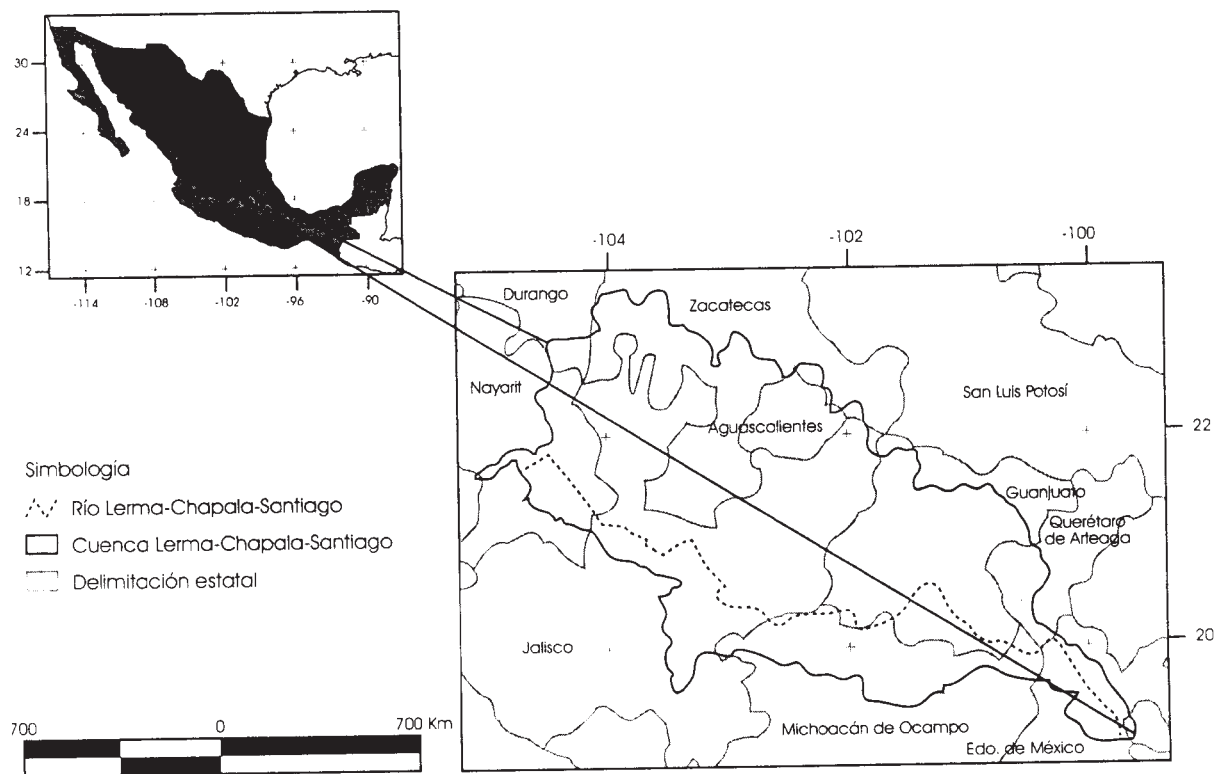 30
24
18
12
-114
-108
-102
-96
-90
-104
-102
-100
Durango
Zacatecas
Nayarit
San Luis Potosí
Aguascalientes
22
Simbología
Río Lerma-Chapala-Santiago
Cuenca Lerma-Chapala-Santiago
Delimitación estatal
Guanjuato
Querétaro
de Arteaga
20
Jalisco
Michoacán de Ocampo
Edo. de México
700
0
700 Km